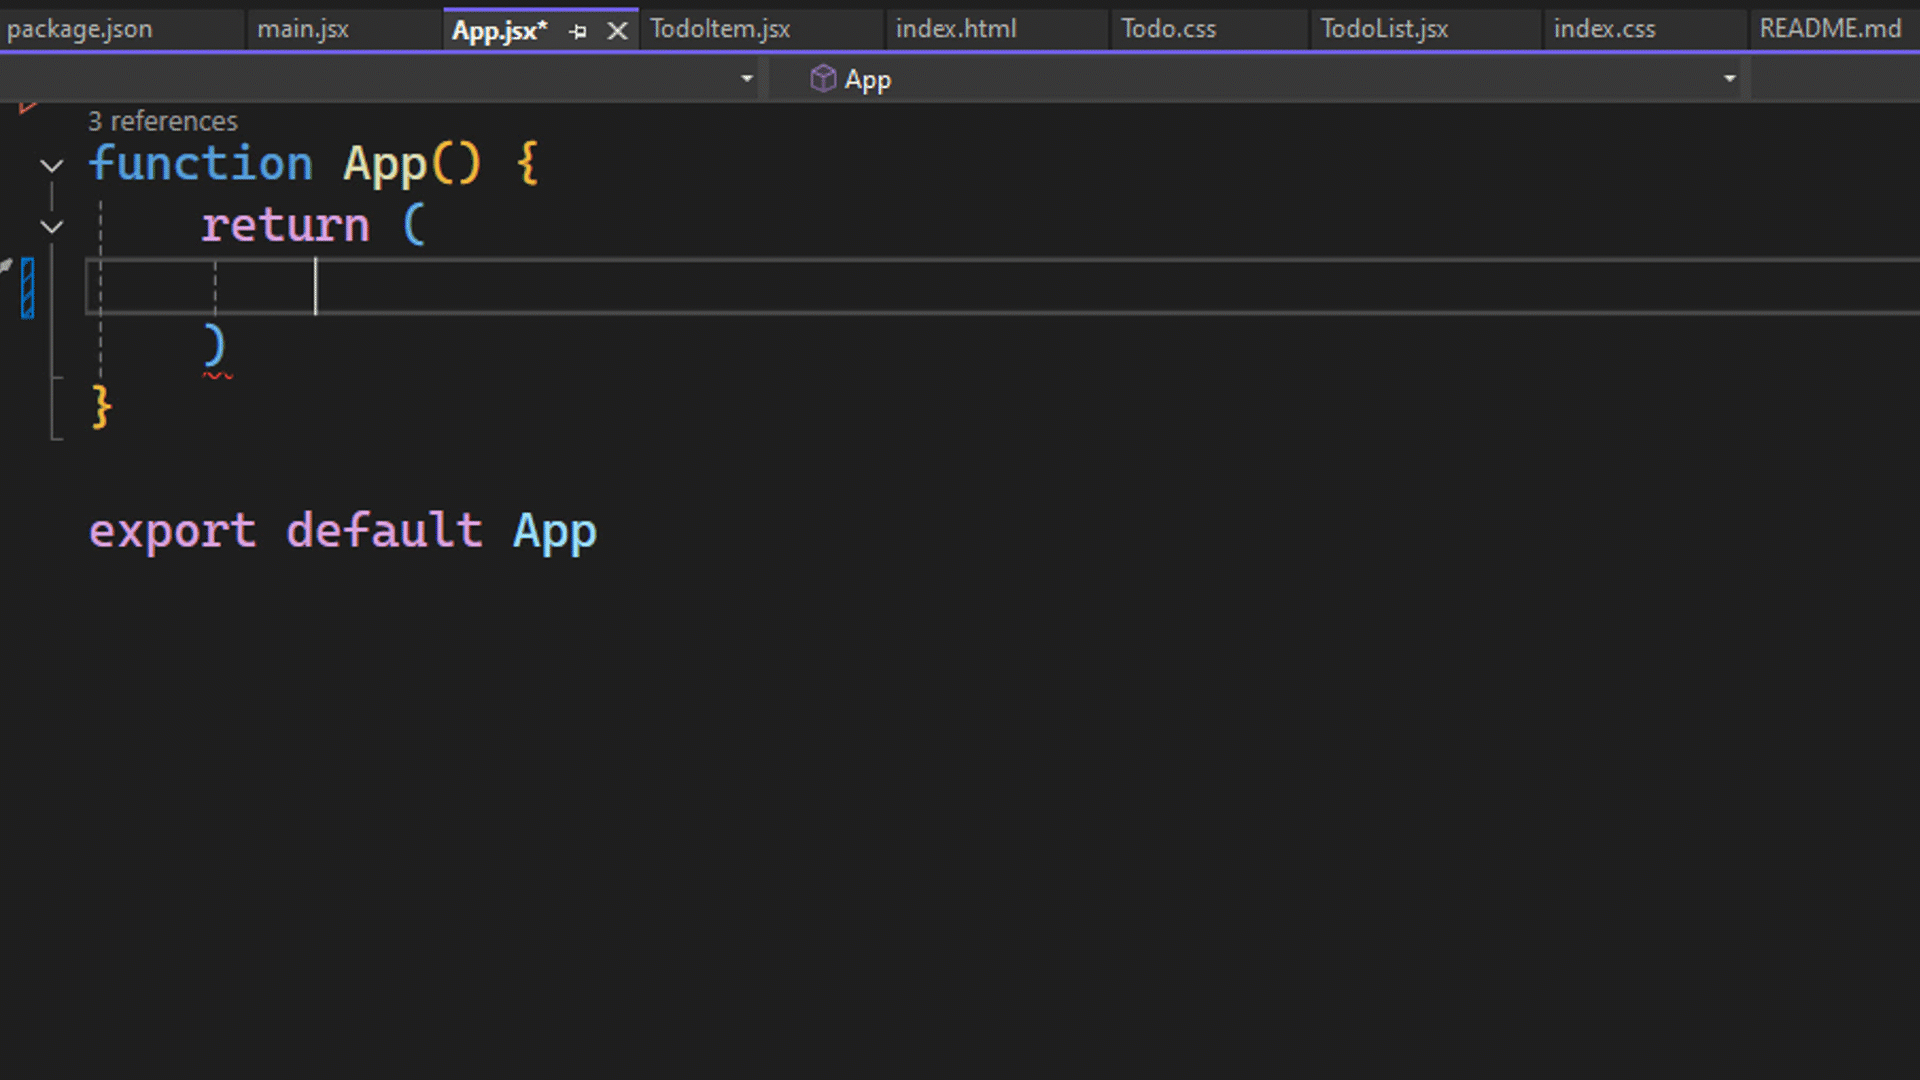 package.json main.jsx App.jsx* TodoItem.jsx index.html Todo.css TodoList.jsx index.css README.md
App
3 references
function App() {
return (
)
}
export default App